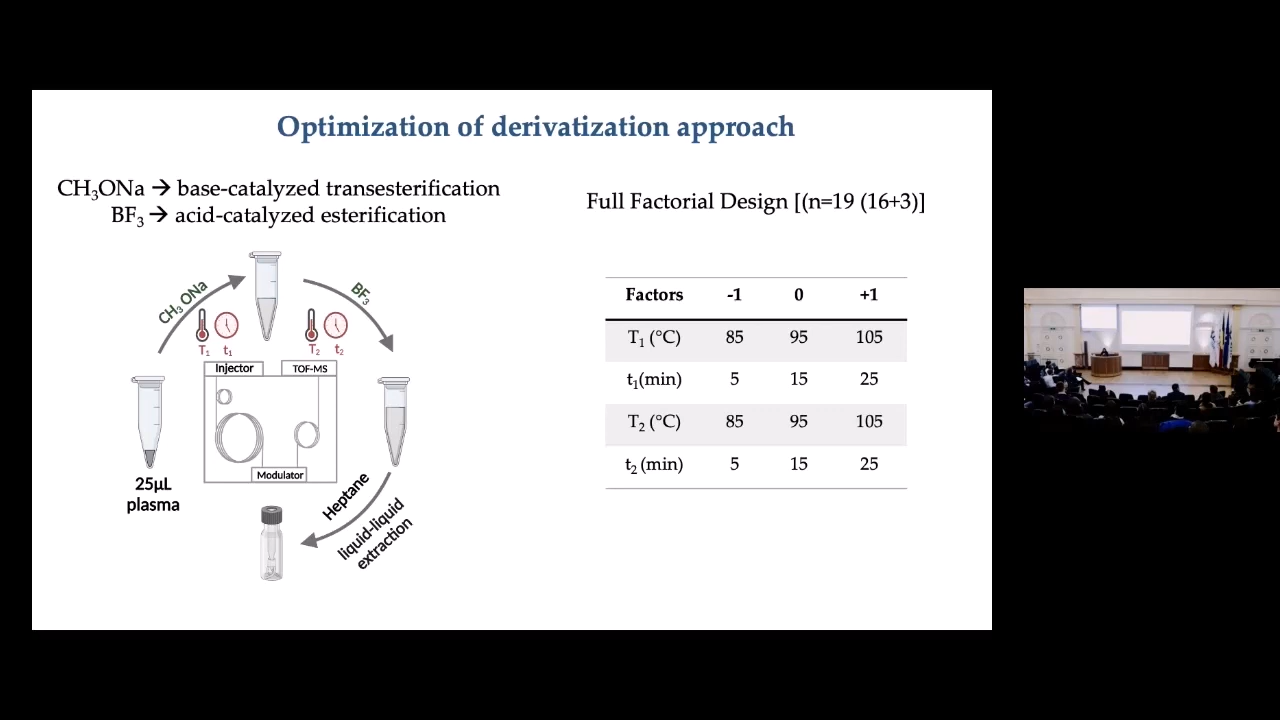 Optimization of derivatization approach
CH₃ONa → base-catalyzed transesterification
BF₃ → acid-catalyzed esterification
Full Factorial Design [(n=19 (16+3)]
CH₃ ONa
BF₃
T₁ t₁
T₂ t₂
Injector
TOF-MS
Modulator
25µL
plasma
Heptane
liquid-liquid
extraction
Factors -1 0 +1
T₁ (°C) 85 95 105
t₁(min) 5 15 25
T₂ (°C) 85 95 105
t₂ (min) 5 15 25